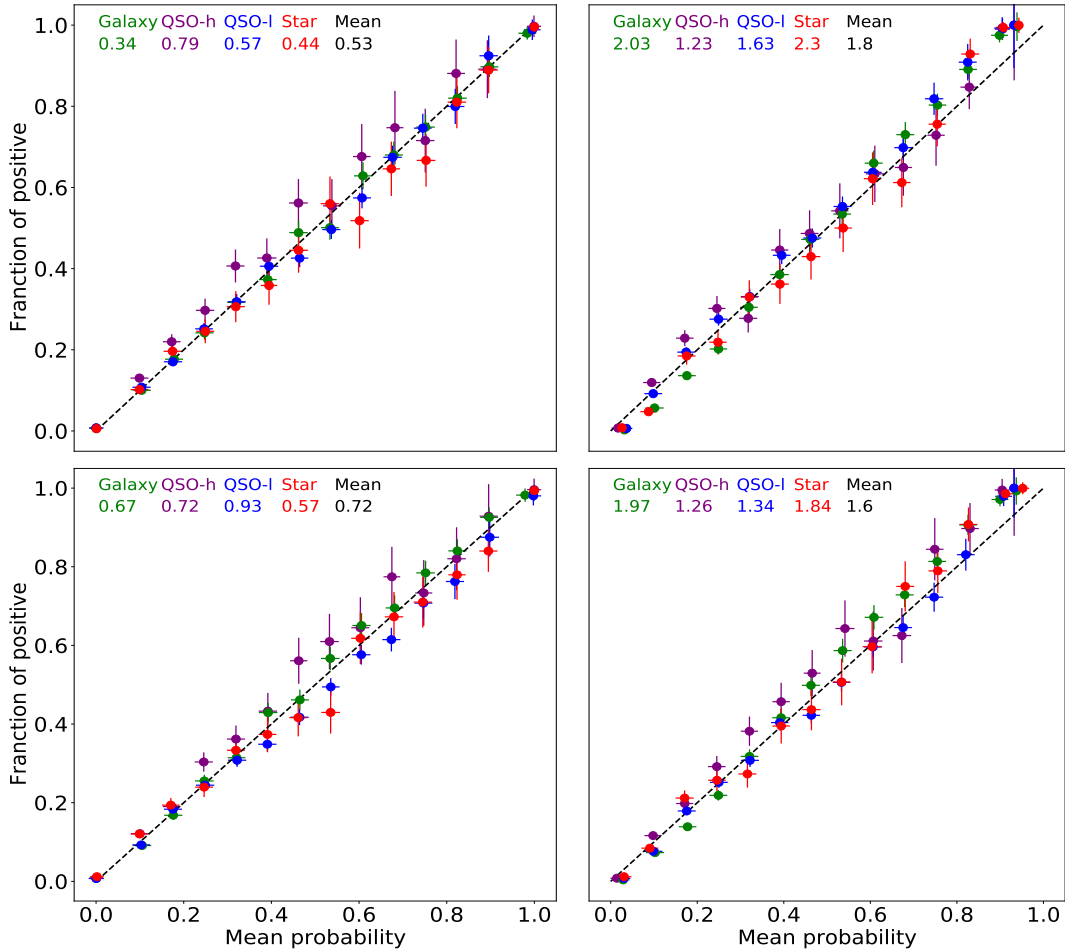 Galaxy QSO-h QSO-l Star Mean
0.34 0.79 0.57 0.44 0.53
Galaxy QSO-h QSO-l Star Mean
2.03 1.23 1.63 2.3 1.8
1.0
0.8
0.6
0.4
0.2
0.0
Franction of positive
Galaxy QSO-h QSO-l Star Mean
0.67 0.72 0.93 0.57 0.72
Galaxy QSO-h QSO-l Star Mean
1.97 1.26 1.34 1.84 1.6
1.0
0.8
0.6
0.4
0.2
0.0
Franction of positive
0.0 0.2 0.4 0.6 0.8 1.0
Mean probability
0.0 0.2 0.4 0.6 0.8 1.0
Mean probability